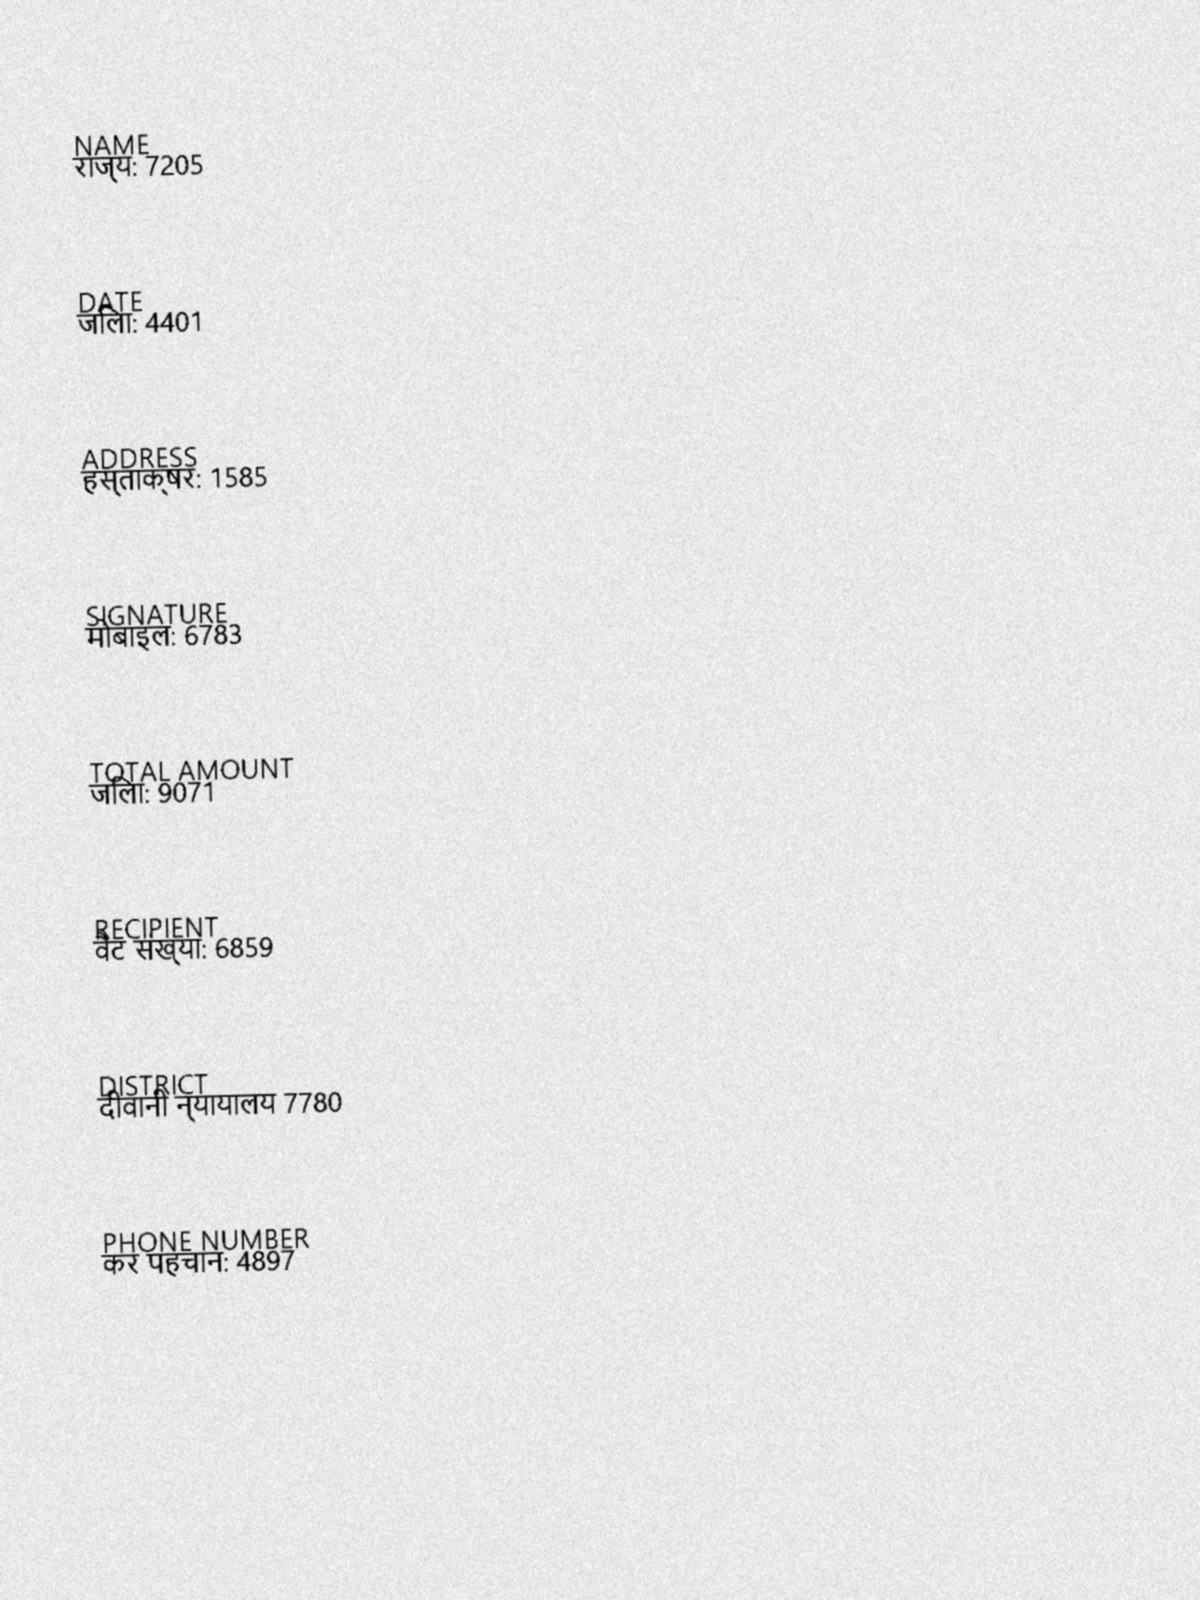 NAME
राज्य: 7205
DATE
जिला: 4401
ADDRESS
हस्ताक्षर: 1585
SIGNATURE
मोबाइल: 6783
TOTAL AMOUNT
जिला: 9071
RECIPIENT
वैट संख्या: 6859
DISTRICT
दीवानी न्यायालय 7780
PHONE NUMBER
कर पहचान: 4897